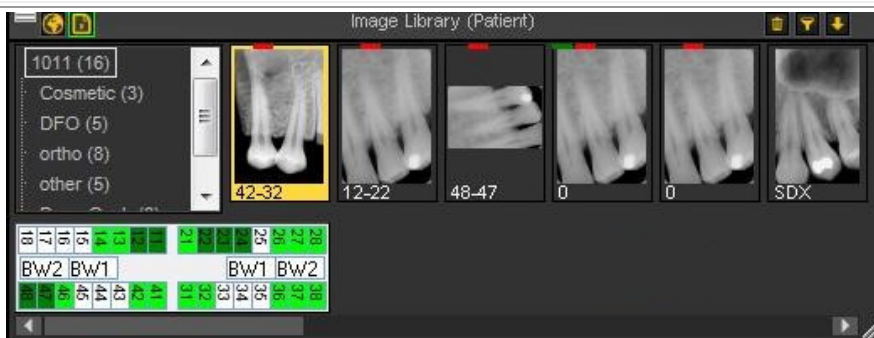 Image Library (Patient)
1011 (16)
Cosmetic (3)
DFO (5)
ortho (8)
other (5)
42-32
12-22
48-47
0
0
SDX
18 17 16 15 14 13 12 11 21 22 23 24 25 26 27 28
BW2 BW1 BW1 BW2
48 47 46 45 44 43 42 41 31 32 33 34 35 36 37 38